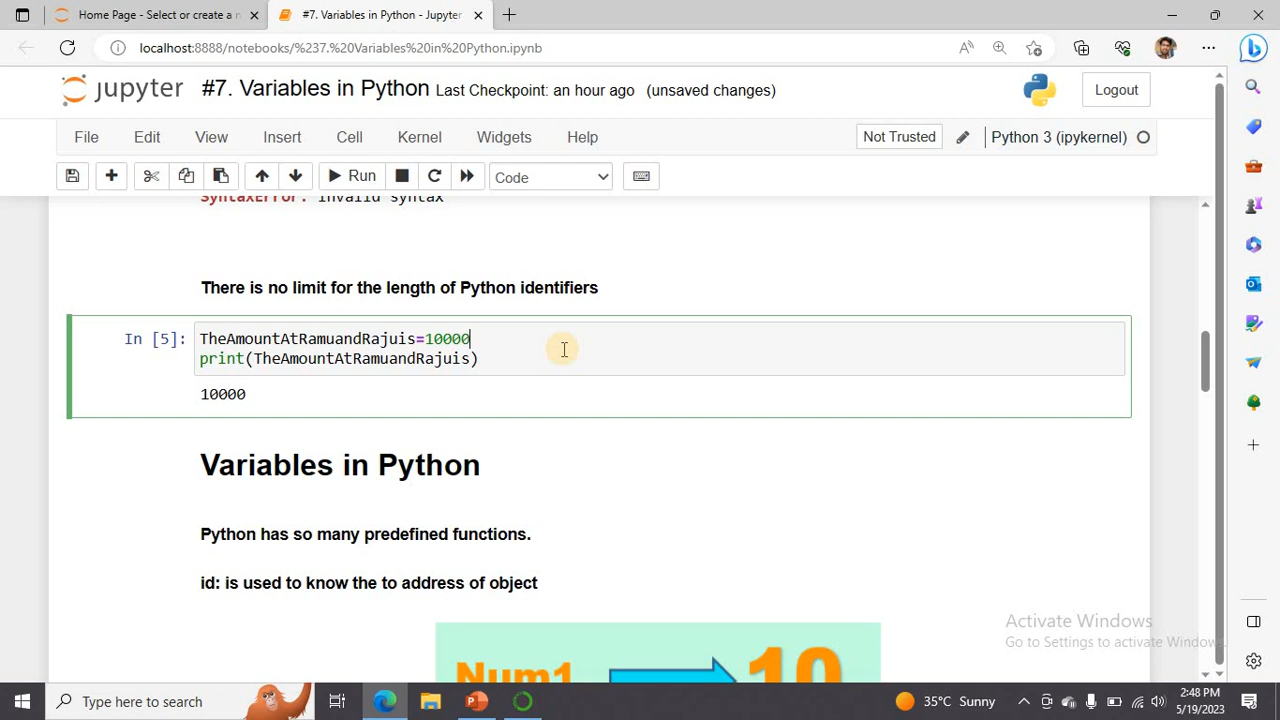 Home Page - Select or create a n
#7. Variables in Python - Jupyter
localhost:8888/notebooks/%237.%20Variables%20in%20Python.ipynb
jupyter #7. Variables in Python Last Checkpoint: an hour ago (unsaved changes)
Logout
File Edit View Insert Cell Kernel Widgets Help
Not Trusted
Python 3 (ipykernel)
Run
Code
SyntaxError: invalid syntax
There is no limit for the length of Python identifiers
In [5]: TheAmountAtRamuandRajuis=10000
print(TheAmountAtRamuandRajuis)
10000
Variables in Python
Python has so many predefined functions.
id: is used to know the to address of object
Num1 10
Activate Windows
Go to Settings to activate Windows.
Type here to search
35°C Sunny
2:48 PM
5/19/2023